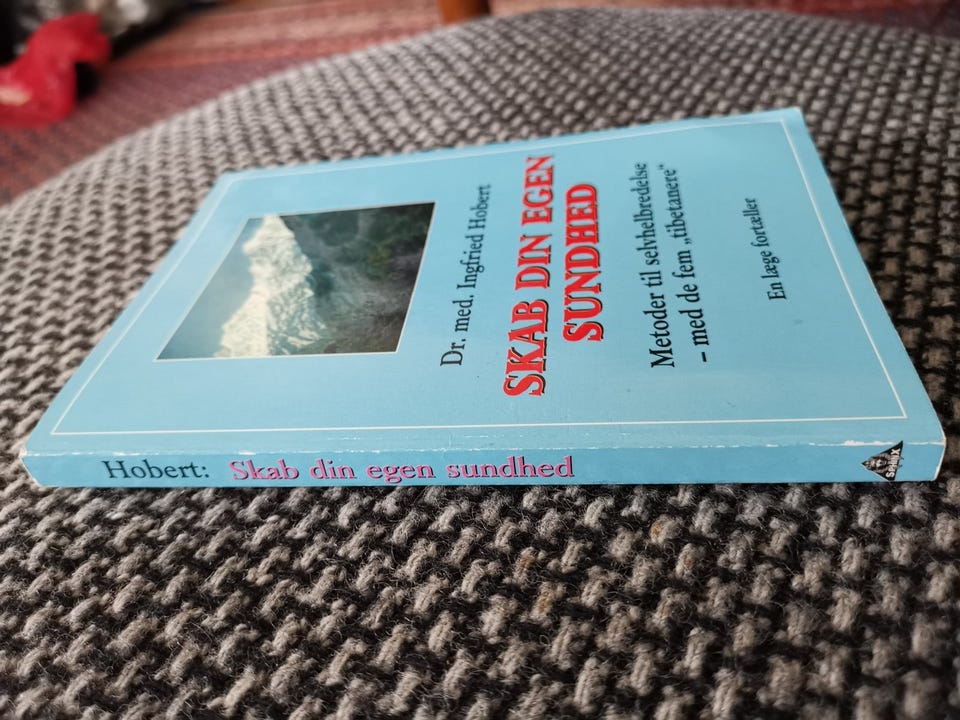 Dr. med. Ingfried Hobert
SKAB DIN EGEN
SUNDHED
Metoder til selvhelbredelse
– med de fem „tibetanere“
En læge fortæller
Hobert: Skab din egen sundhed
SPHINX